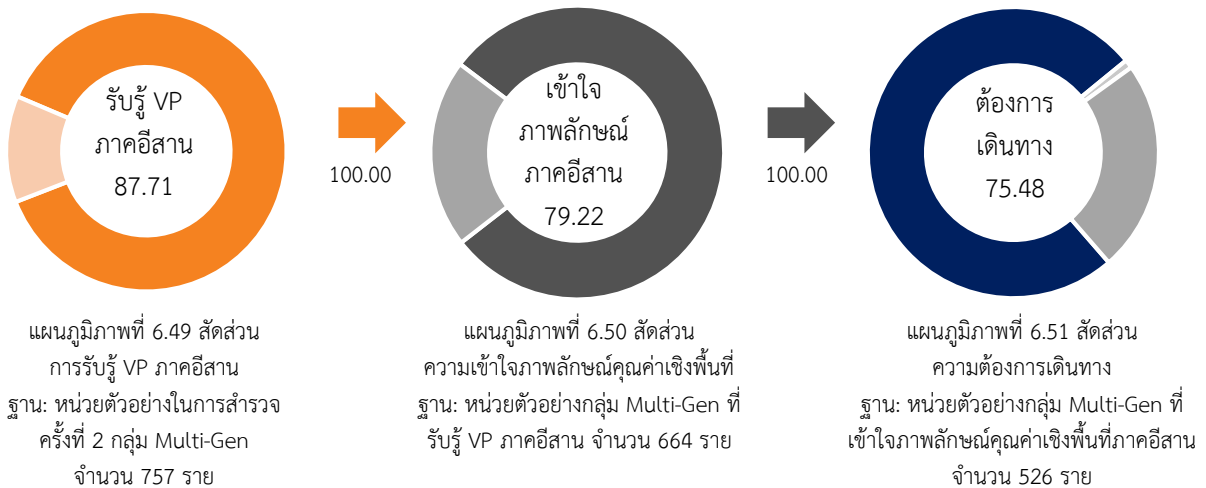 รับรู้ VP
ภาคอีสาน
87.71
100.00
เข้าใจ
ภาพลักษณ์
ภาคอีสาน
79.22
100.00
ต้องการ
เดินทาง
75.48
แผนภูมิภาพที่ 6.49 สัดส่วน
การรับรู้ VP ภาคอีสาน
ฐาน: หน่วยตัวอย่างในการสำรวจ
ครั้งที่ 2 กลุ่ม Multi-Gen
จำนวน 757 ราย
แผนภูมิภาพที่ 6.50 สัดส่วน
ความเข้าใจภาพลักษณ์คุณค่าเชิงพื้นที่
ฐาน: หน่วยตัวอย่างกลุ่ม Multi-Gen ที่
รับรู้ VP ภาคอีสาน จำนวน 664 ราย
แผนภูมิภาพที่ 6.51 สัดส่วน
ความต้องการเดินทาง
ฐาน: หน่วยตัวอย่างกลุ่ม Multi-Gen ที่
เข้าใจภาพลักษณ์คุณค่าเชิงพื้นที่ภาคอีสาน
จำนวน 526 ราย